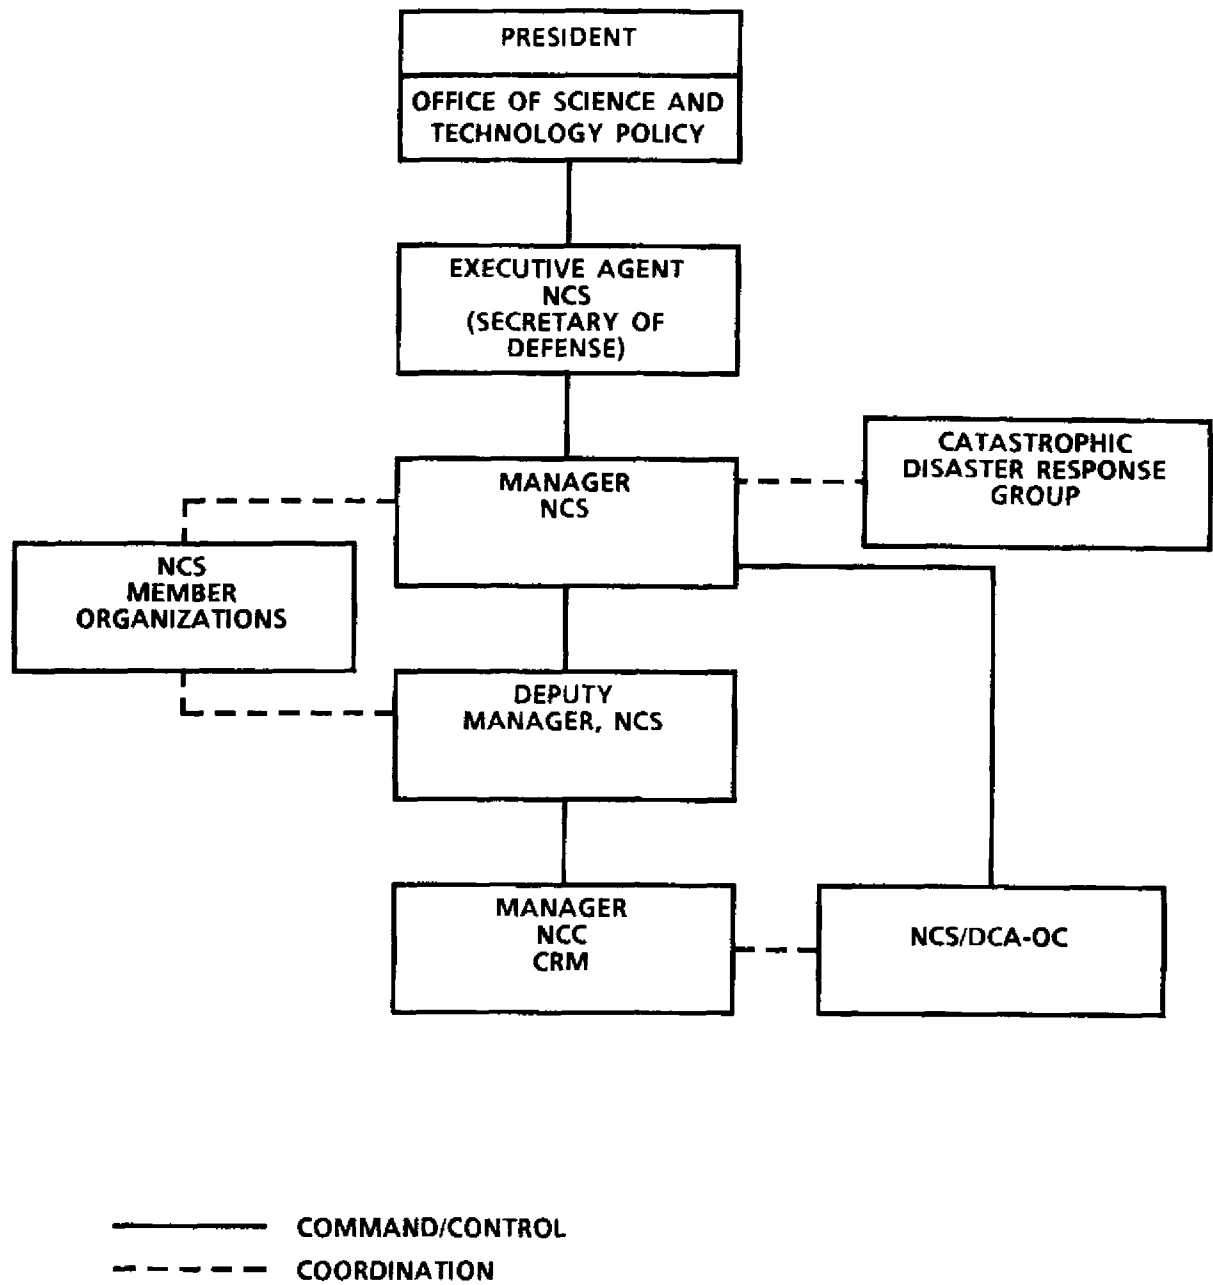 PRESIDENT
OFFICE OF SCIENCE AND
TECHNOLOGY POLICY
EXECUTIVE AGENT
NCS
(SECRETARY OF
DEFENSE)
MANAGER
NCS
CATASTROPHIC
DISASTER RESPONSE
GROUP
NCS
MEMBER
ORGANIZATIONS
DEPUTY
MANAGER, NCS
MANAGER
NCC
CRM
NCS/DCA-OC
COMMAND/CONTROL
COORDINATION